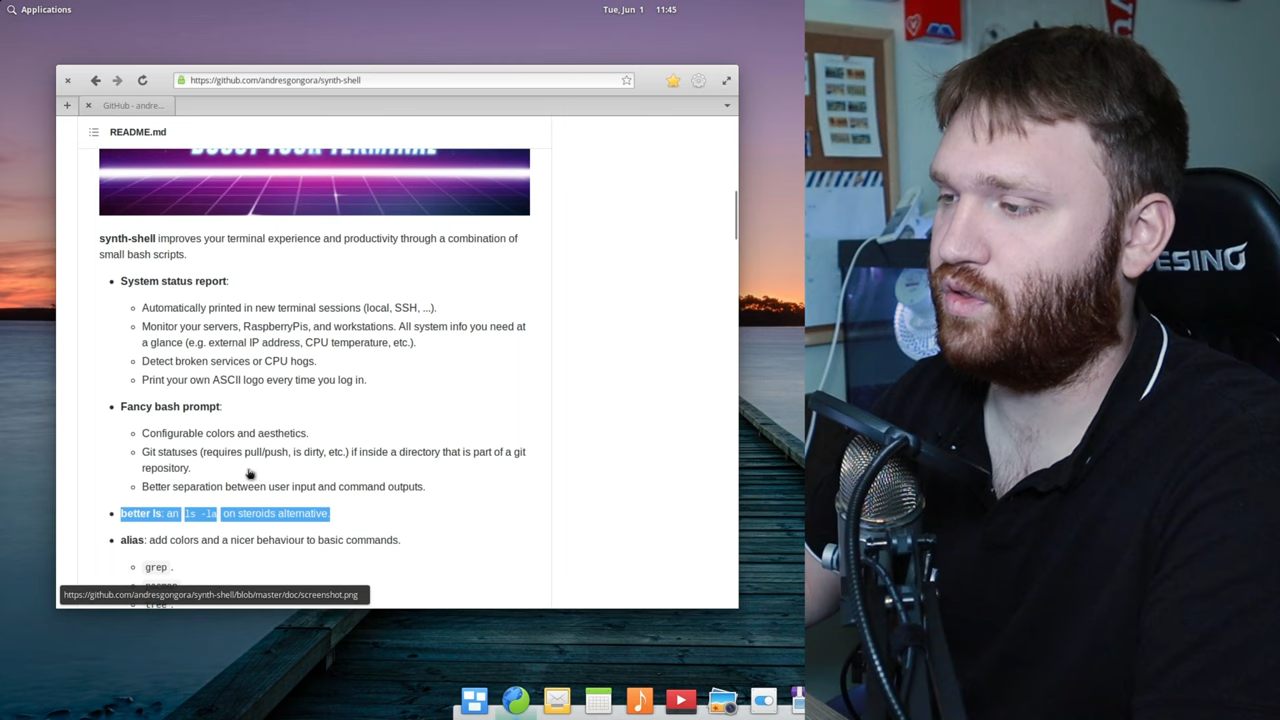 Applications
Tue, Jun 1 11:45
https://github.com/andresgongora/synth-shell
GitHub - andre...
README.md
BOOST YOUR TERMINAL
synth-shell improves your terminal experience and productivity through a combination of
small bash scripts.
System status report:
Automatically printed in new terminal sessions (local, SSH, ...).
Monitor your servers, RaspberryPis, and workstations. All system info you need at
a glance (e.g. external IP address, CPU temperature, etc.).
Detect broken services or CPU hogs.
Print your own ASCII logo every time you log in.
Fancy bash prompt:
Configurable colors and aesthetics.
Git statuses (requires pull/push, is dirty, etc.) if inside a directory that is part of a git
repository.
Better separation between user input and command outputs.
better ls: an ls -la on steroids alternative.
alias: add colors and a nicer behaviour to basic commands.
grep .
https://github.com/andresgongora/synth-shell/blob/master/doc/screenshot.png
tree .
ESINO